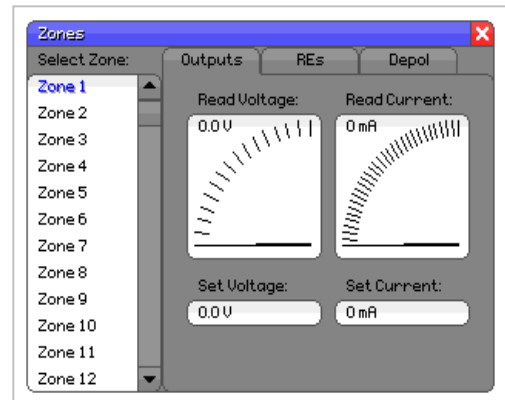 Zones
Select Zone:
Outputs
REs
Depol
Zone 1
Zone 2
Zone 3
Zone 4
Zone 5
Zone 6
Zone 7
Zone 8
Zone 9
Zone 10
Zone 11
Zone 12
Read Voltage:
Read Current:
0.0 V
0 mA
Set Voltage:
Set Current:
0.0 V
0 mA